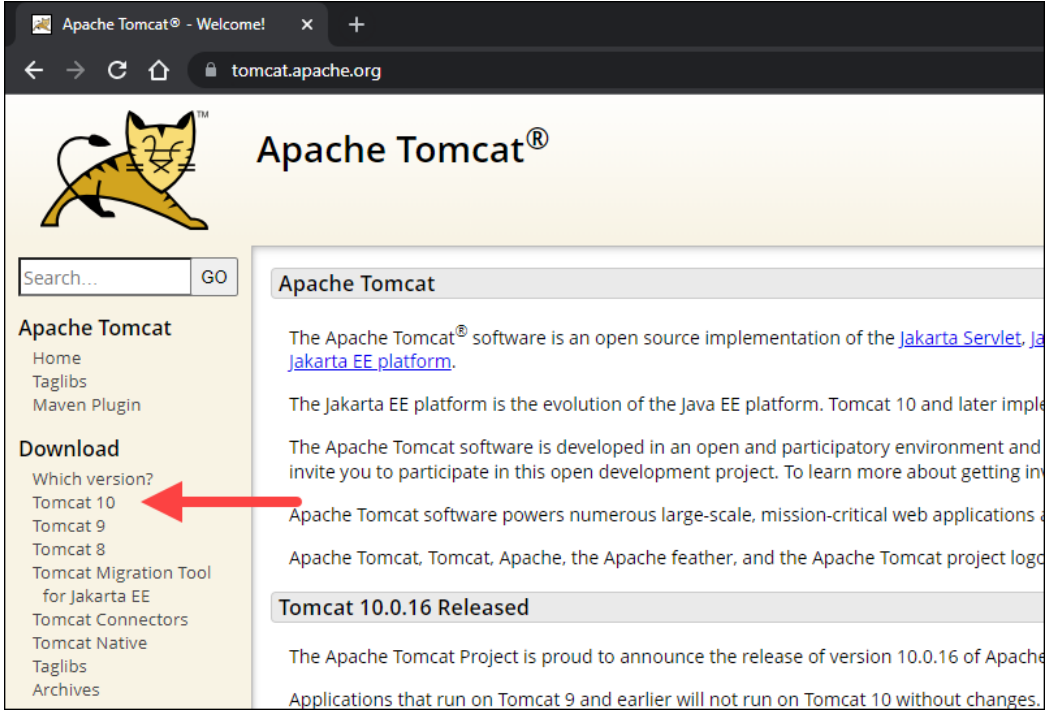 Apache Tomcat® - Welcome!
tomcat.apache.org
TM
Apache Tomcat®
Search...
GO
Apache Tomcat
Home
Taglibs
Maven Plugin
Download
Which version?
Tomcat 10
Tomcat 9
Tomcat 8
Tomcat Migration Tool
for Jakarta EE
Tomcat Connectors
Tomcat Native
Taglibs
Archives
Apache Tomcat
The Apache Tomcat® software is an open source implementation of the Jakarta Servlet, Ja
Jakarta EE platform.
The Jakarta EE platform is the evolution of the Java EE platform. Tomcat 10 and later imple
The Apache Tomcat software is developed in an open and participatory environment and
invite you to participate in this open development project. To learn more about getting inv
Apache Tomcat software powers numerous large-scale, mission-critical web applications a
Apache Tomcat, Tomcat, Apache, the Apache feather, and the Apache Tomcat project logo
Tomcat 10.0.16 Released
The Apache Tomcat Project is proud to announce the release of version 10.0.16 of Apache
Applications that run on Tomcat 9 and earlier will not run on Tomcat 10 without changes.